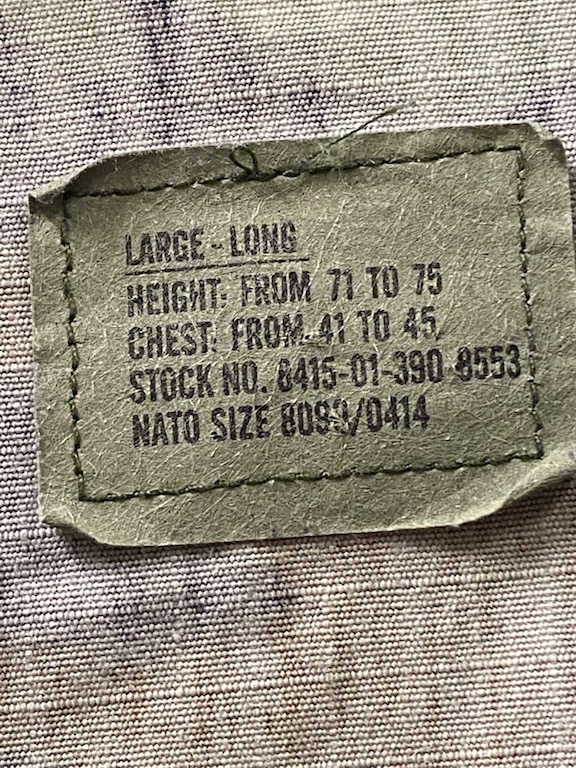 LARGE - LONG
HEIGHT: FROM 71 TO 75
CHEST: FROM 41 TO 45
STOCK NO. 8415-01-390-8553
NATO SIZE